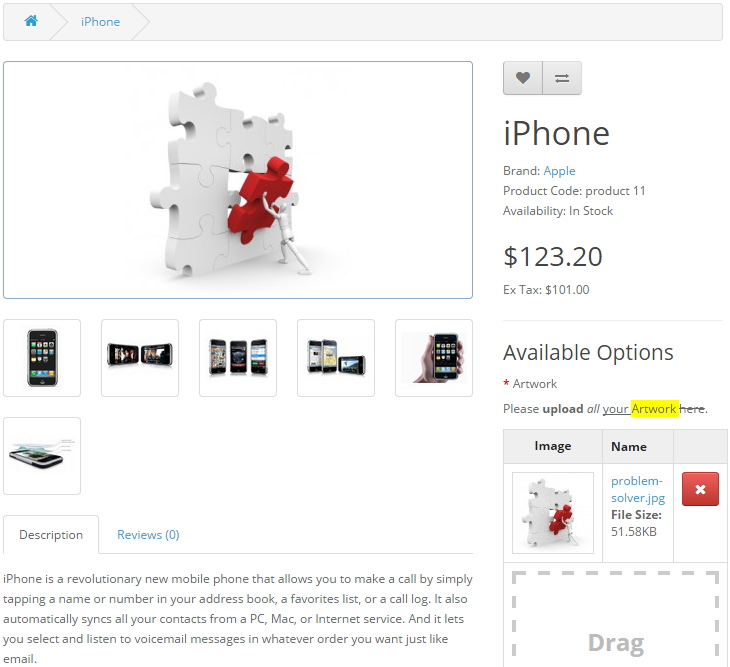 iPhone
iPhone
Brand: Apple
Product Code: product 11
Availability: In Stock
$123.20
Ex Tax: $101.00
Available Options
* Artwork
Please upload all your Artwork here.
Image Name
problem-
solver.jpg
File Size:
51.58KB
Drag
Description Reviews (0)
iPhone is a revolutionary new mobile phone that allows you to make a call by simply
tapping a name or number in your address book, a favorites list, or a call log. It also
automatically syncs all your contacts from a PC, Mac, or Internet service. And it lets
you select and listen to voicemail messages in whatever order you want just like
email.